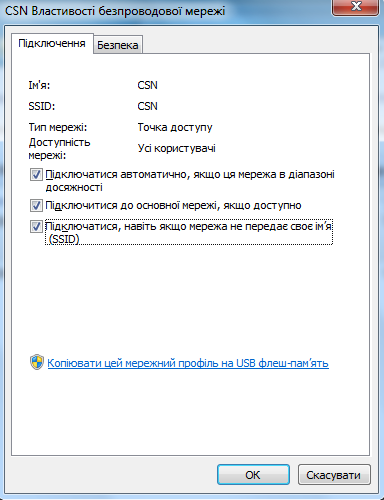 CSN Властивості безпроводової мережі
Підключення
Безпека
Ім'я: CSN
SSID: CSN
Тип мережі: Точка доступу
Доступність
мережі: Усі користувачі
Підключатися автоматично, якщо ця мережа в діапазоні
досяжності
Підключитися до основної мережі, якщо доступно
Підключатися, навіть якщо мережа не передає своє ім'я
(SSID)
Копіювати цей мережний профіль на USB флеш-пам'ять
ОК
Скасувати